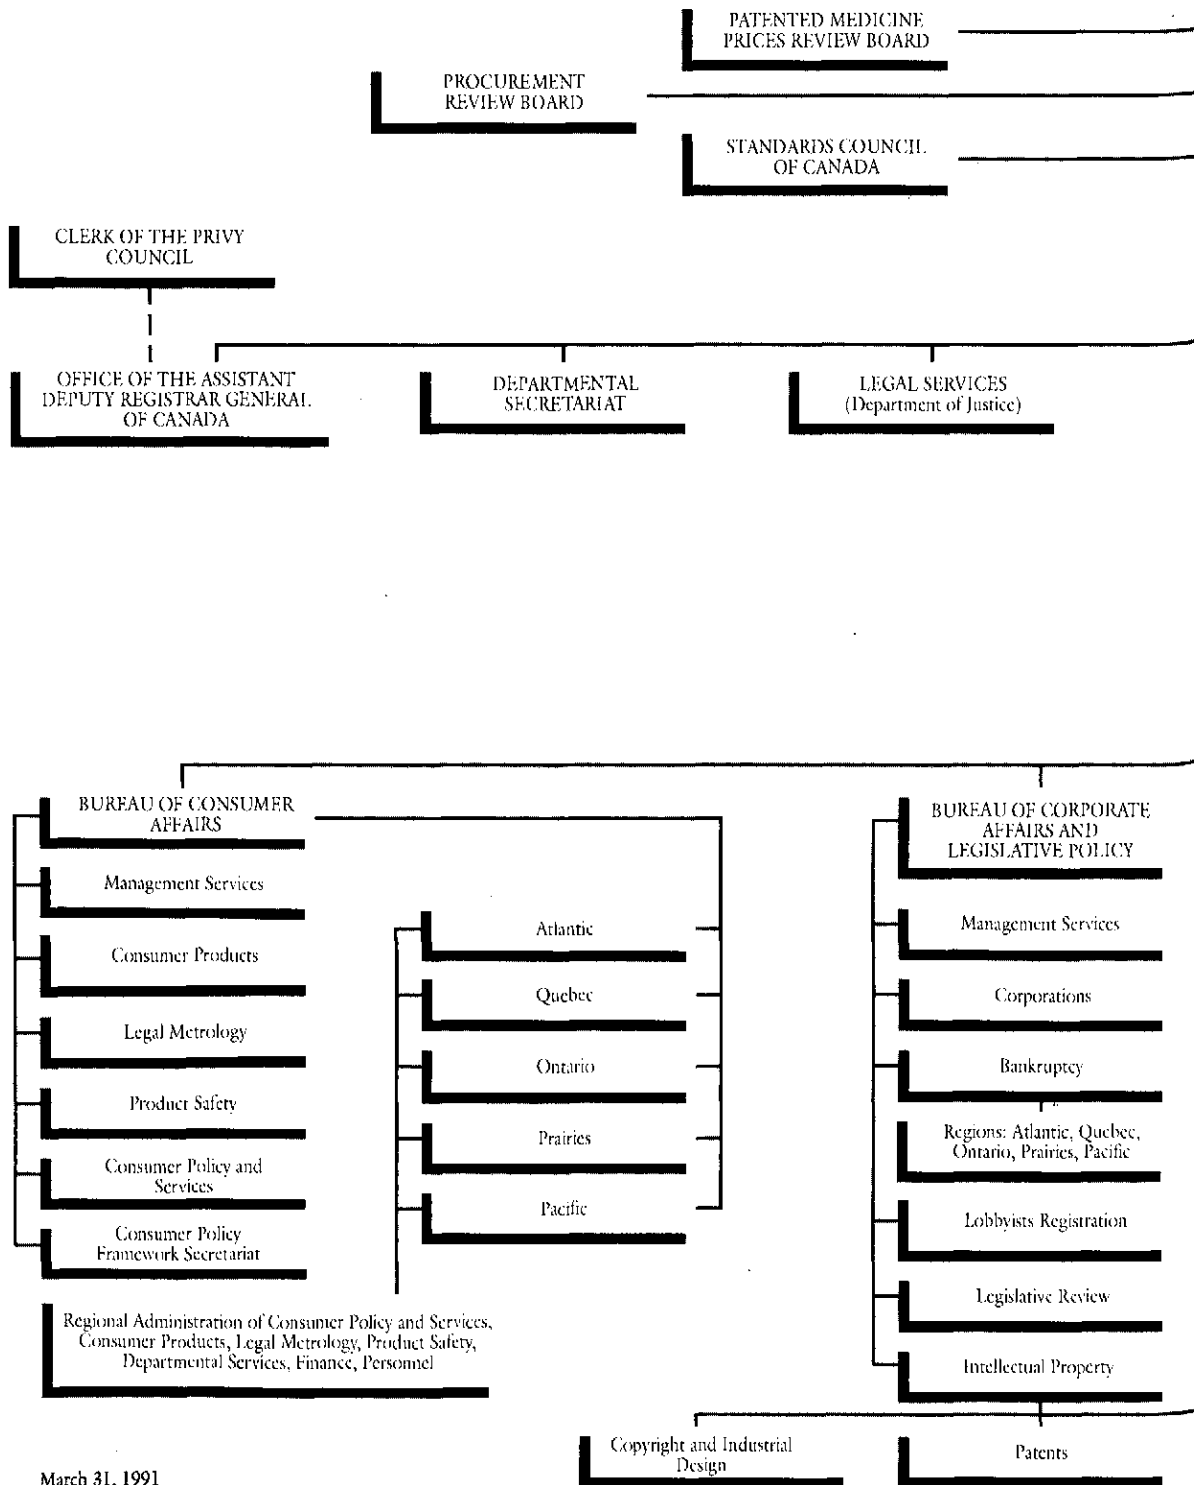 PATENTED MEDICINE
PRICES REVIEW BOARD
PROCUREMENT
REVIEW BOARD
STANDARDS COUNCIL
OF CANADA
CLERK OF THE PRIVY
COUNCIL
OFFICE OF THE ASSISTANT
DEPUTY REGISTRAR GENERAL
OF CANADA
DEPARTMENTAL
SECRETARIAT
LEGAL SERVICES
(Department of Justice)
BUREAU OF CONSUMER
AFFAIRS
Management Services
Consumer Products
Legal Metrology
Product Safety
Consumer Policy and
Services
Consumer Policy
Framework Secretariat
Atlantic
Quebec
Ontario
Prairies
Pacific
Regional Administration of Consumer Policy and Services,
Consumer Products, Legal Metrology, Product Safety,
Departmental Services, Finance, Personnel
BUREAU OF CORPORATE
AFFAIRS AND
LEGISLATIVE POLICY
Management Services
Corporations
Bankruptcy
Regions: Atlantic, Quebec,
Ontario, Prairies, Pacific
Lobbyists Registration
Legislative Review
Intellectual Property
Copyright and Industrial
Design
Patents
March 31, 1991